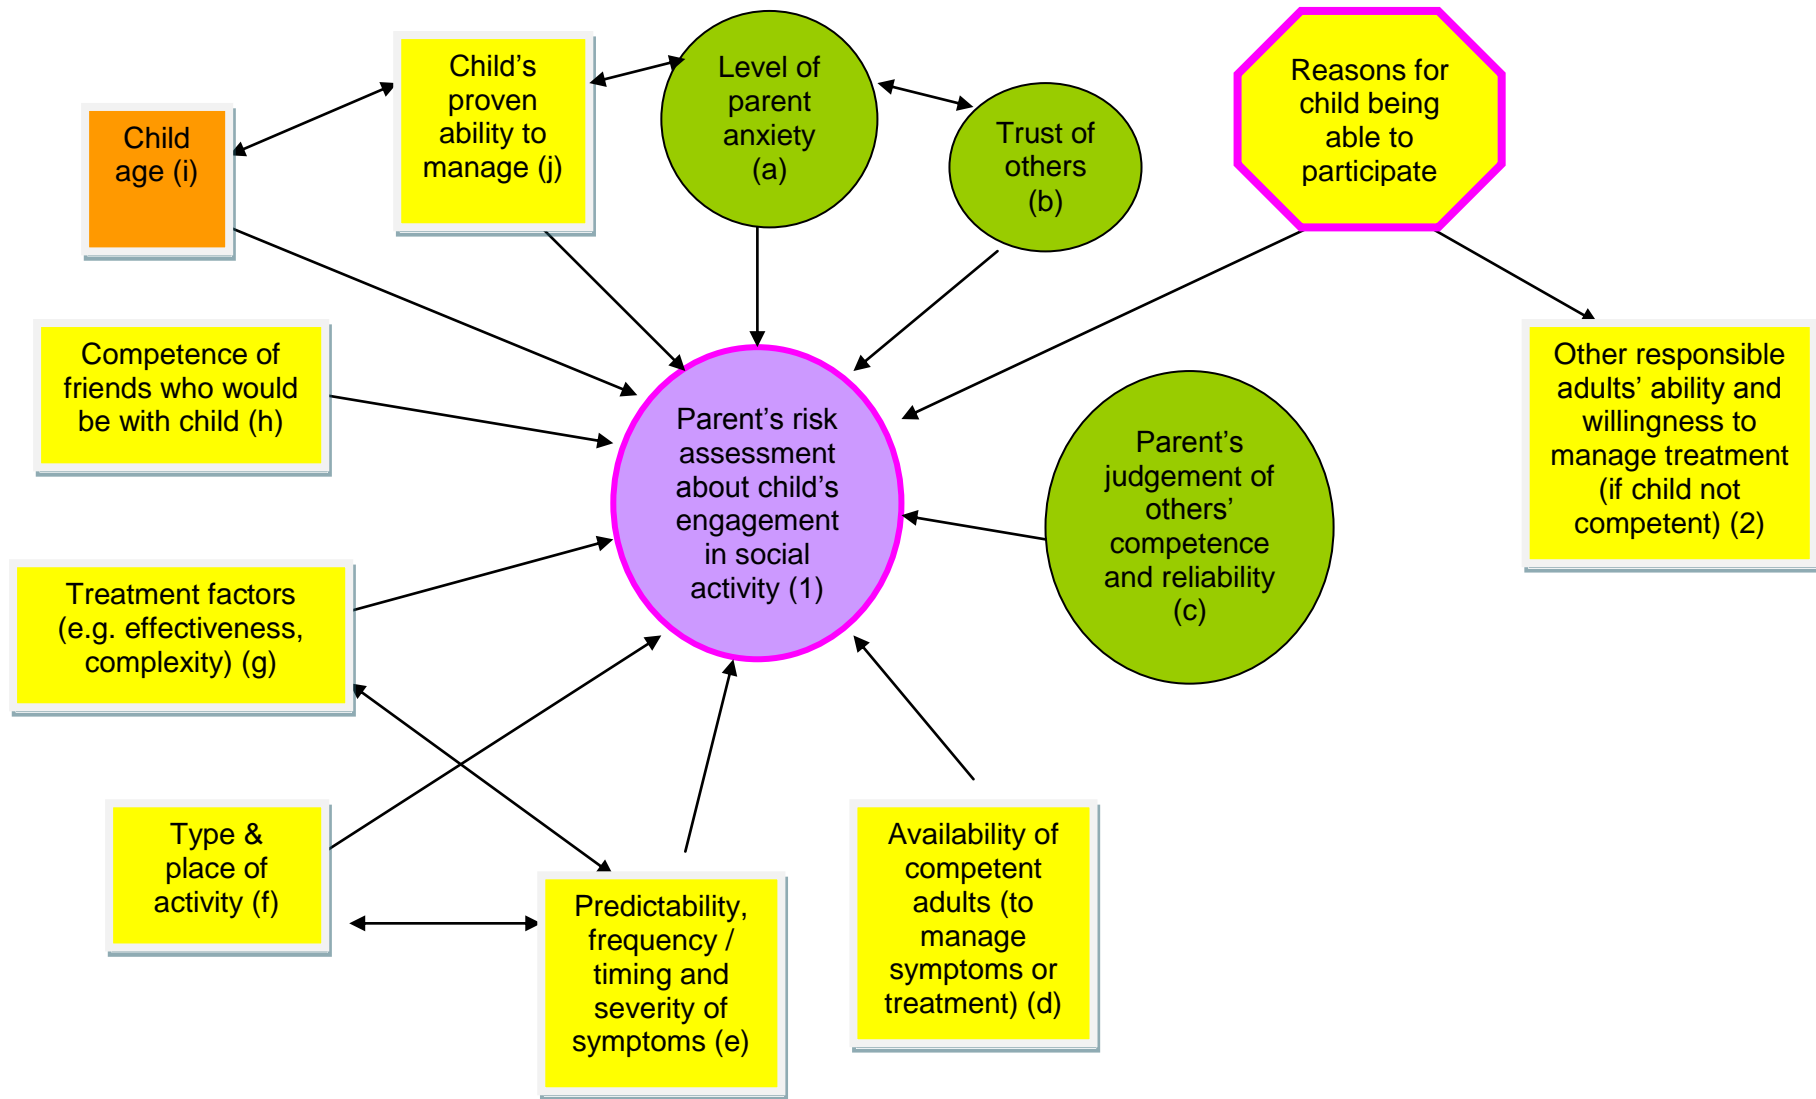 Child
age (i)
Child’s
proven
ability to
manage (j)
Level of
parent
anxiety
(a)
Trust of
others
(b)
Reasons for
child being
able to
participate
Competence of
friends who would
be with child (h)
Parent’s risk
assessment
about child’s
engagement
in social
activity (1)
Parent’s
judgement of
others’
competence
and reliability
(c)
Other responsible
adults’ ability and
willingness to
manage treatment
(if child not
competent) (2)
Treatment factors
(e.g. effectiveness,
complexity) (g)
Type &
place of
activity (f)
Predictability,
frequency /
timing and
severity of
symptoms (e)
Availability of
competent
adults (to
manage
symptoms or
treatment) (d)